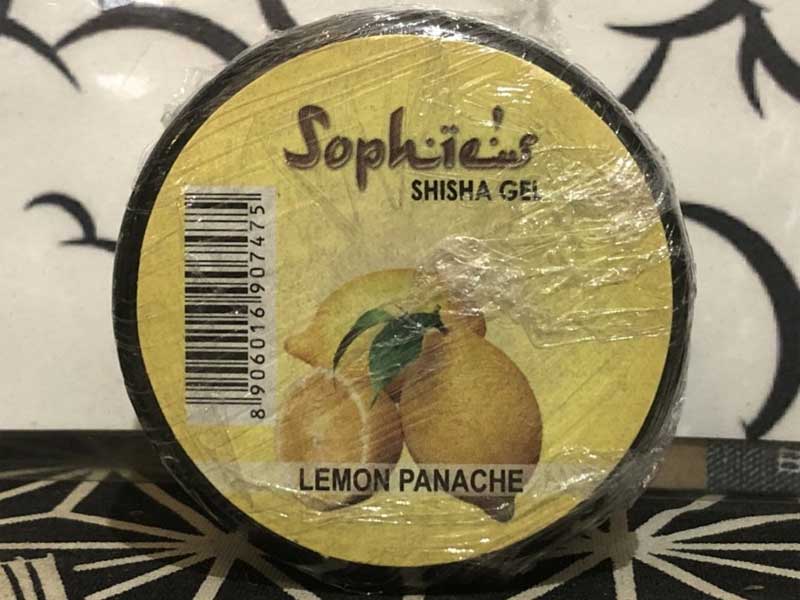 Sophie's
SHISHA GEL
8 906016 907475
LEMON PANACHE